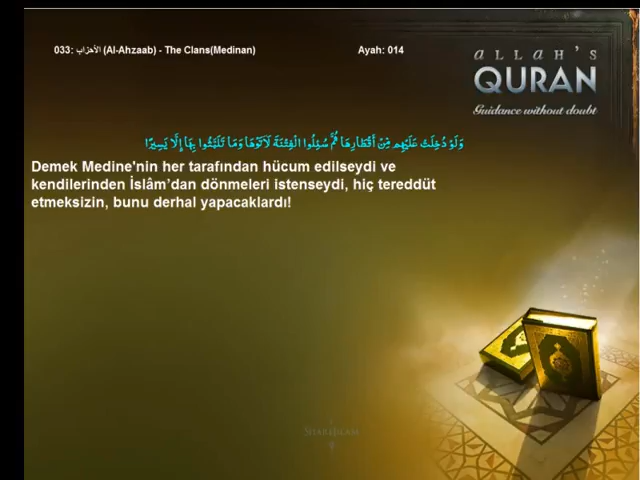 033: الأحزاب (Al-Ahzaab) - The Clans(Medinan) Ayah: 014
ALLAH'S
QURAN
Guidance without doubt
وَلَوْ دُخِلَتْ عَلَيْهِم مِّنْ أَقْطَارِهَا ثُمَّ سُئِلُوا الْفِتْنَةَ لَآتَوْهَا وَمَا تَلَبَّثُوا بِهَا إِلَّا يَسِيرًا
Demek Medine'nin her tarafından hücum edilseydi ve
kendilerinden İslâm’dan dönmeleri istenseydi, hiç tereddüt
etmeksizin, bunu derhal yapacaklardı!